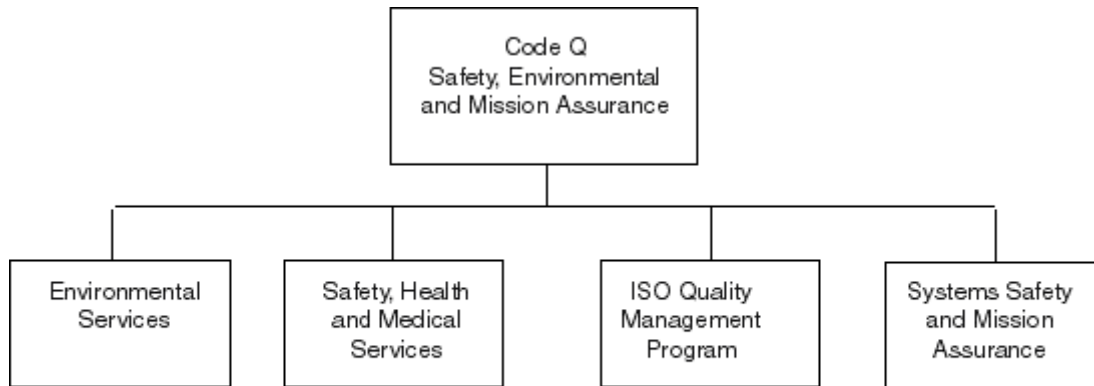 Code Q
Safety, Environmental
and Mission Assurance
Environmental
Services
Safety, Health
and Medical
Services
ISO Quality
Management
Program
Systems Safety
and Mission
Assurance